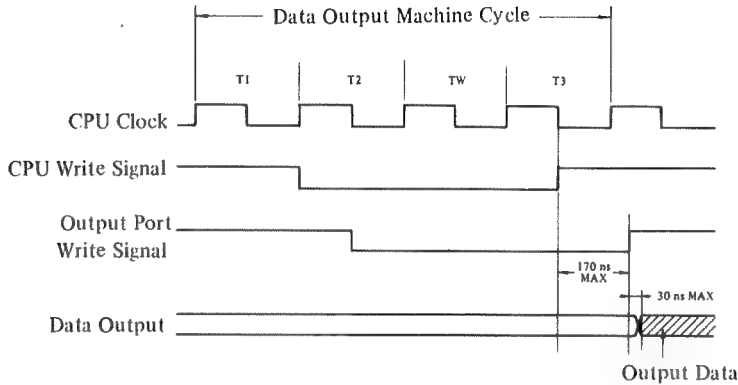 Data Output Machine Cycle
T1
T2
TW
T3
CPU Clock
CPU Write Signal
Output Port
Write Signal
170 ns
MAX
30 ns MAX
Data Output
Output Data